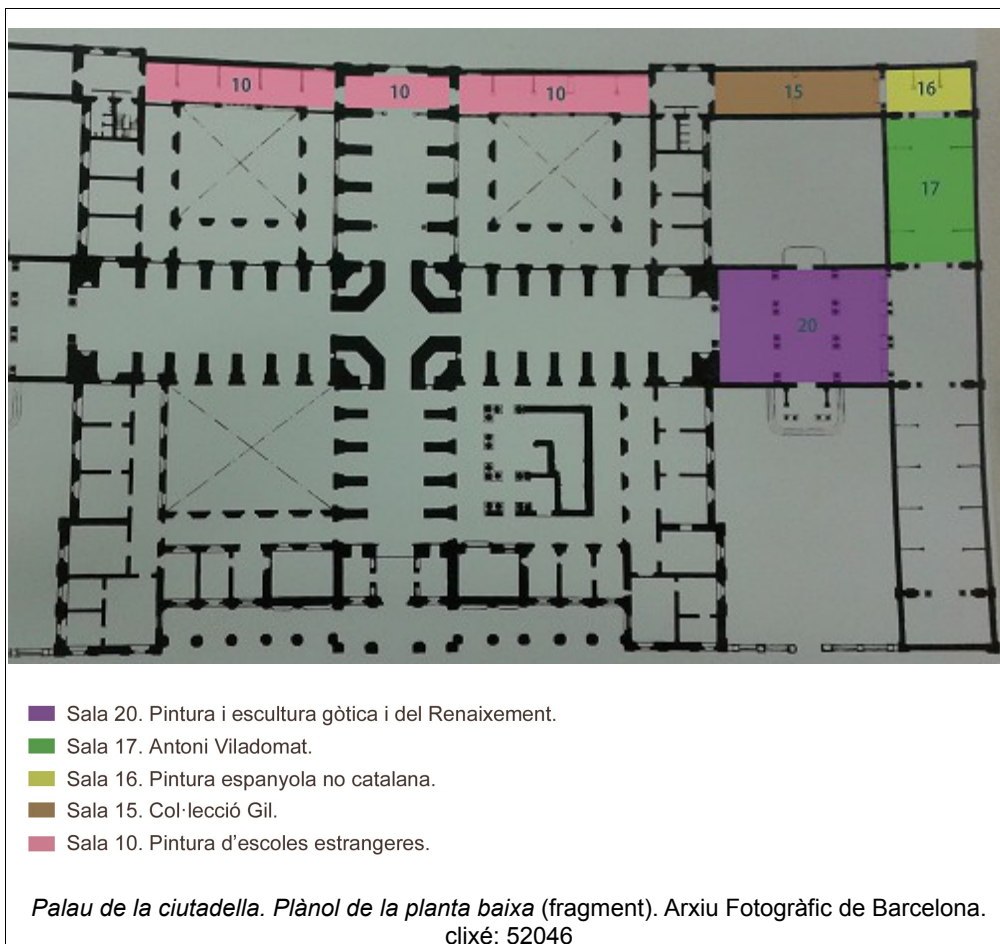 10
10
10
15
16
17
20
Sala 20. Pintura i escultura gòtica i del Renaixement.
Sala 17. Antoni Viladomat.
Sala 16. Pintura espanyola no catalana.
Sala 15. Col·lecció Gil.
Sala 10. Pintura d’escoles estrangeres.
Palau de la ciutadella. Plànol de la planta baixa (fragment). Arxiu Fotogràfic de Barcelona.
clixé: 52046